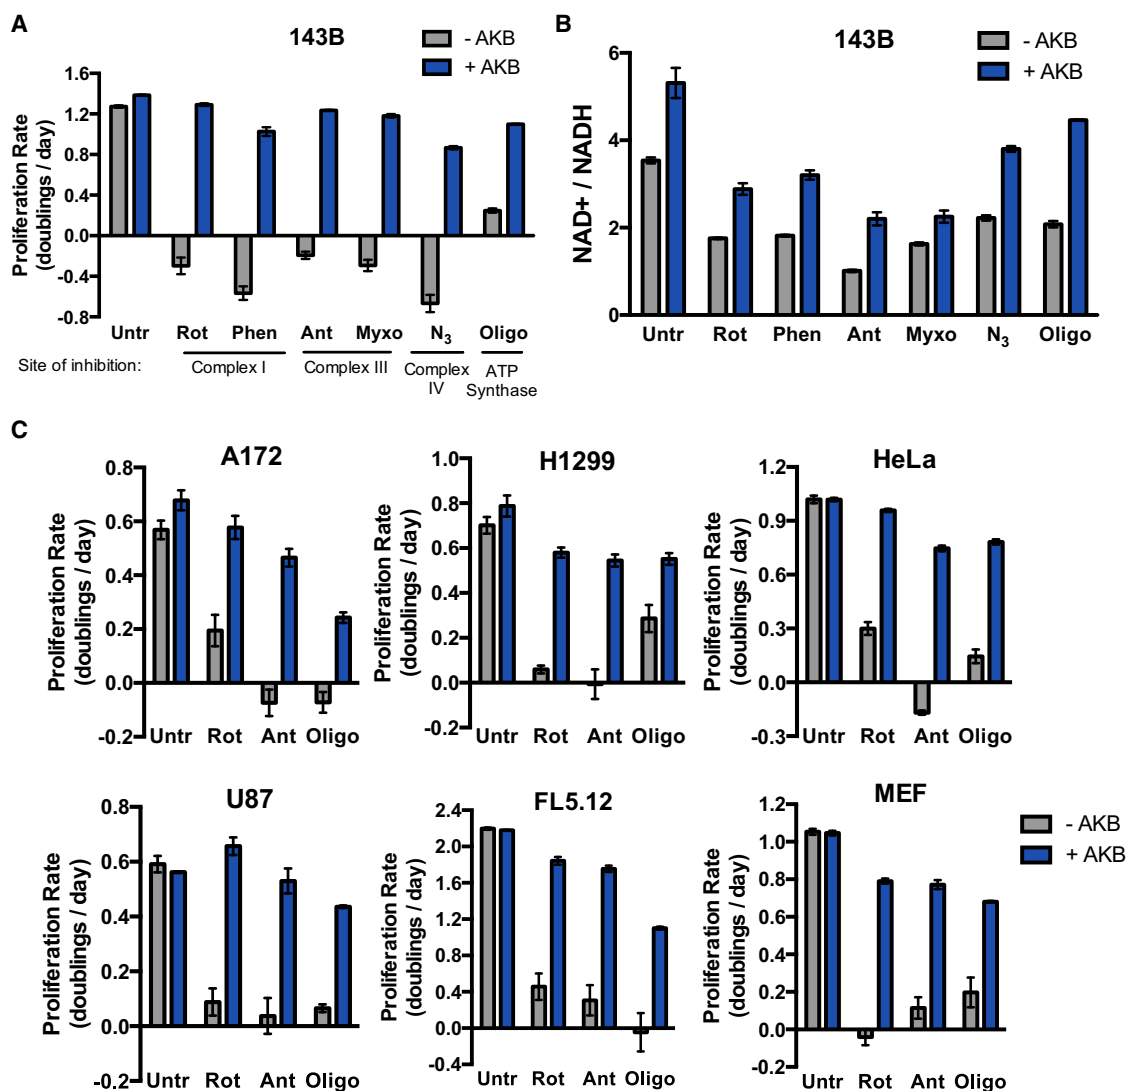 A
143B
- AKB
+ AKB
Proliferation Rate
(doublings / day)
1.6
1.2
0.8
0.4
0.0
-0.4
-0.8
Untr Rot Phen Ant Myxo N3 Oligo
Site of inhibition: Complex I Complex III Complex IV ATP Synthase
B
143B
- AKB
+ AKB
NAD+ / NADH
6
4
2
0
Untr Rot Phen Ant Myxo N3 Oligo
C
A172
Proliferation Rate
(doublings / day)
0.8
0.6
0.4
0.2
0.0
-0.2
Untr Rot Ant Oligo
H1299
Proliferation Rate
(doublings / day)
1.0
0.8
0.6
0.4
0.2
0.0
-0.2
Untr Rot Ant Oligo
HeLa
Proliferation Rate
(doublings / day)
1.2
0.9
0.6
0.3
0.0
-0.3
Untr Rot Ant Oligo
U87
Proliferation Rate
(doublings / day)
0.8
0.6
0.4
0.2
0.0
-0.2
Untr Rot Ant Oligo
FL5.12
Proliferation Rate
(doublings / day)
2.4
2.0
1.6
1.2
0.8
0.4
0.0
-0.4
Untr Rot Ant Oligo
MEF
Proliferation Rate
(doublings / day)
1.2
1.0
0.8
0.6
0.4
0.2
0.0
-0.2
Untr Rot Ant Oligo
- AKB
+ AKB